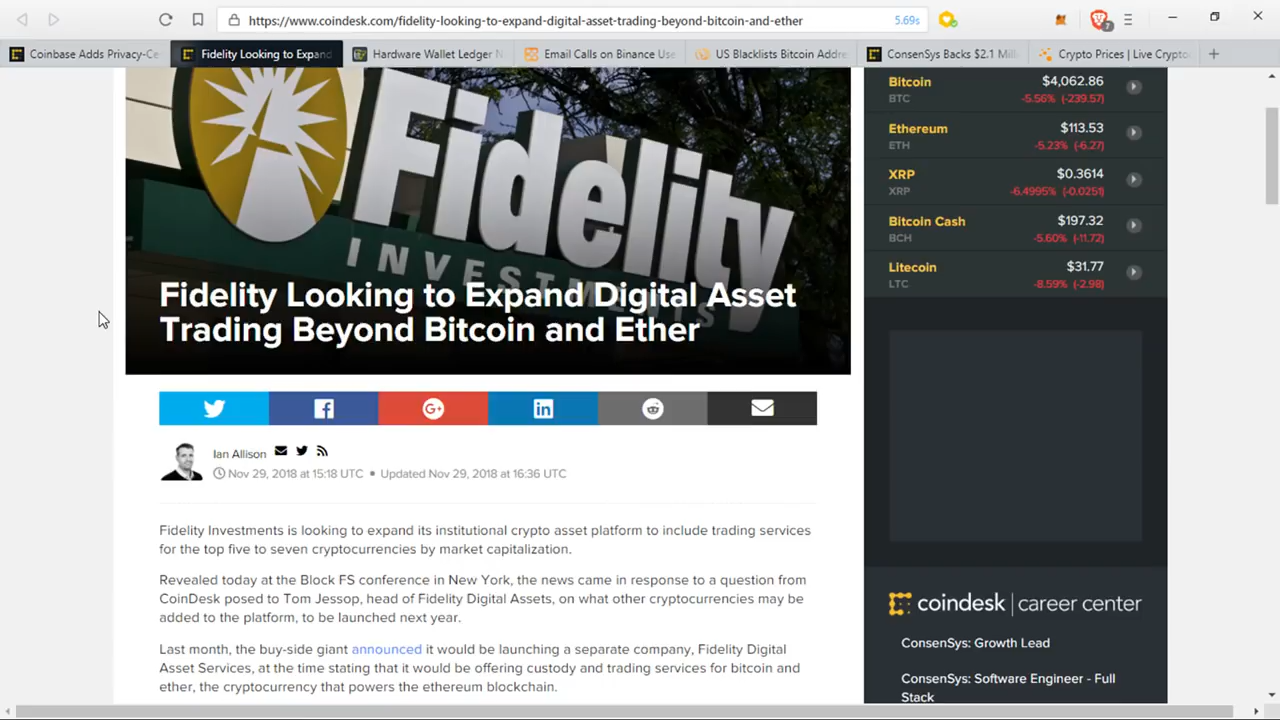 https://www.coindesk.com/fidelity-looking-to-expand-digital-asset-trading-beyond-bitcoin-and-ether
5.69s
7
Coinbase Adds Privacy-Ce
Fidelity Looking to Expand
Hardware Wallet Ledger N
Email Calls on Binance Use
US Blacklists Bitcoin Addre
ConsenSys Backs $2.1 Milli
Crypto Prices | Live Cryptoc
Fidelity
INVESTMENTS
Fidelity Looking to Expand Digital Asset
Trading Beyond Bitcoin and Ether
Ian Allison
Nov 29, 2018 at 15:18 UTC • Updated Nov 29, 2018 at 16:36 UTC
Fidelity Investments is looking to expand its institutional crypto asset platform to include trading services
for the top five to seven cryptocurrencies by market capitalization.
Revealed today at the Block FS conference in New York, the news came in response to a question from
CoinDesk posed to Tom Jessop, head of Fidelity Digital Assets, on what other cryptocurrencies may be
added to the platform, to be launched next year.
Last month, the buy-side giant announced it would be launching a separate company, Fidelity Digital
Asset Services, at the time stating that it would be offering custody and trading services for bitcoin and
ether, the cryptocurrency that powers the ethereum blockchain.
Bitcoin $4,062.86
BTC -5.56% (-239.57)
Ethereum $113.53
ETH -5.23% (-6.27)
XRP $0.3614
XRP -6.4995% (-0.0251)
Bitcoin Cash $197.32
BCH -5.60% (-11.72)
Litecoin $31.77
LTC -8.59% (-2.98)
coindesk | career center
ConsenSys: Growth Lead
ConsenSys: Software Engineer - Full
Stack